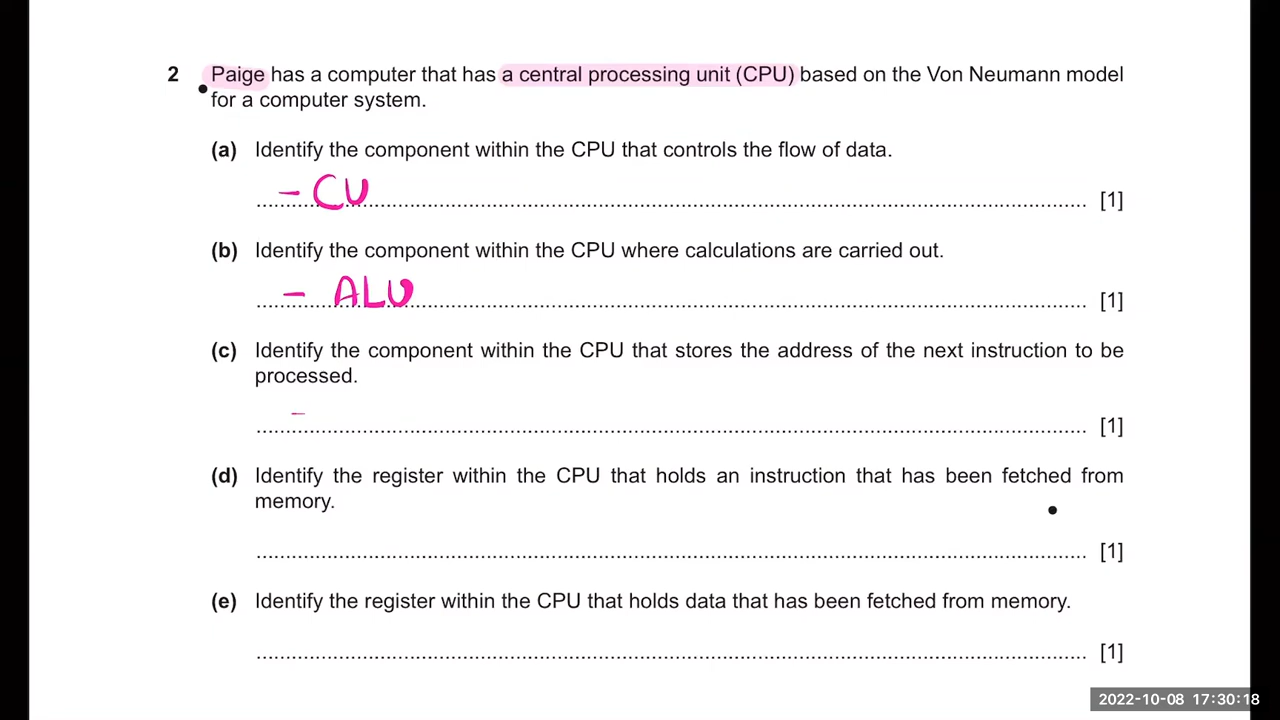 2 Paige has a computer that has a central processing unit (CPU) based on the Von Neumann model
for a computer system.
(a) Identify the component within the CPU that controls the flow of data.
- CU
[1]
(b) Identify the component within the CPU where calculations are carried out.
- ALU
[1]
(c) Identify the component within the CPU that stores the address of the next instruction to be
processed.
-
[1]
(d) Identify the register within the CPU that holds an instruction that has been fetched from
memory.
[1]
(e) Identify the register within the CPU that holds data that has been fetched from memory.
[1]
2022-10-08 17:30:18